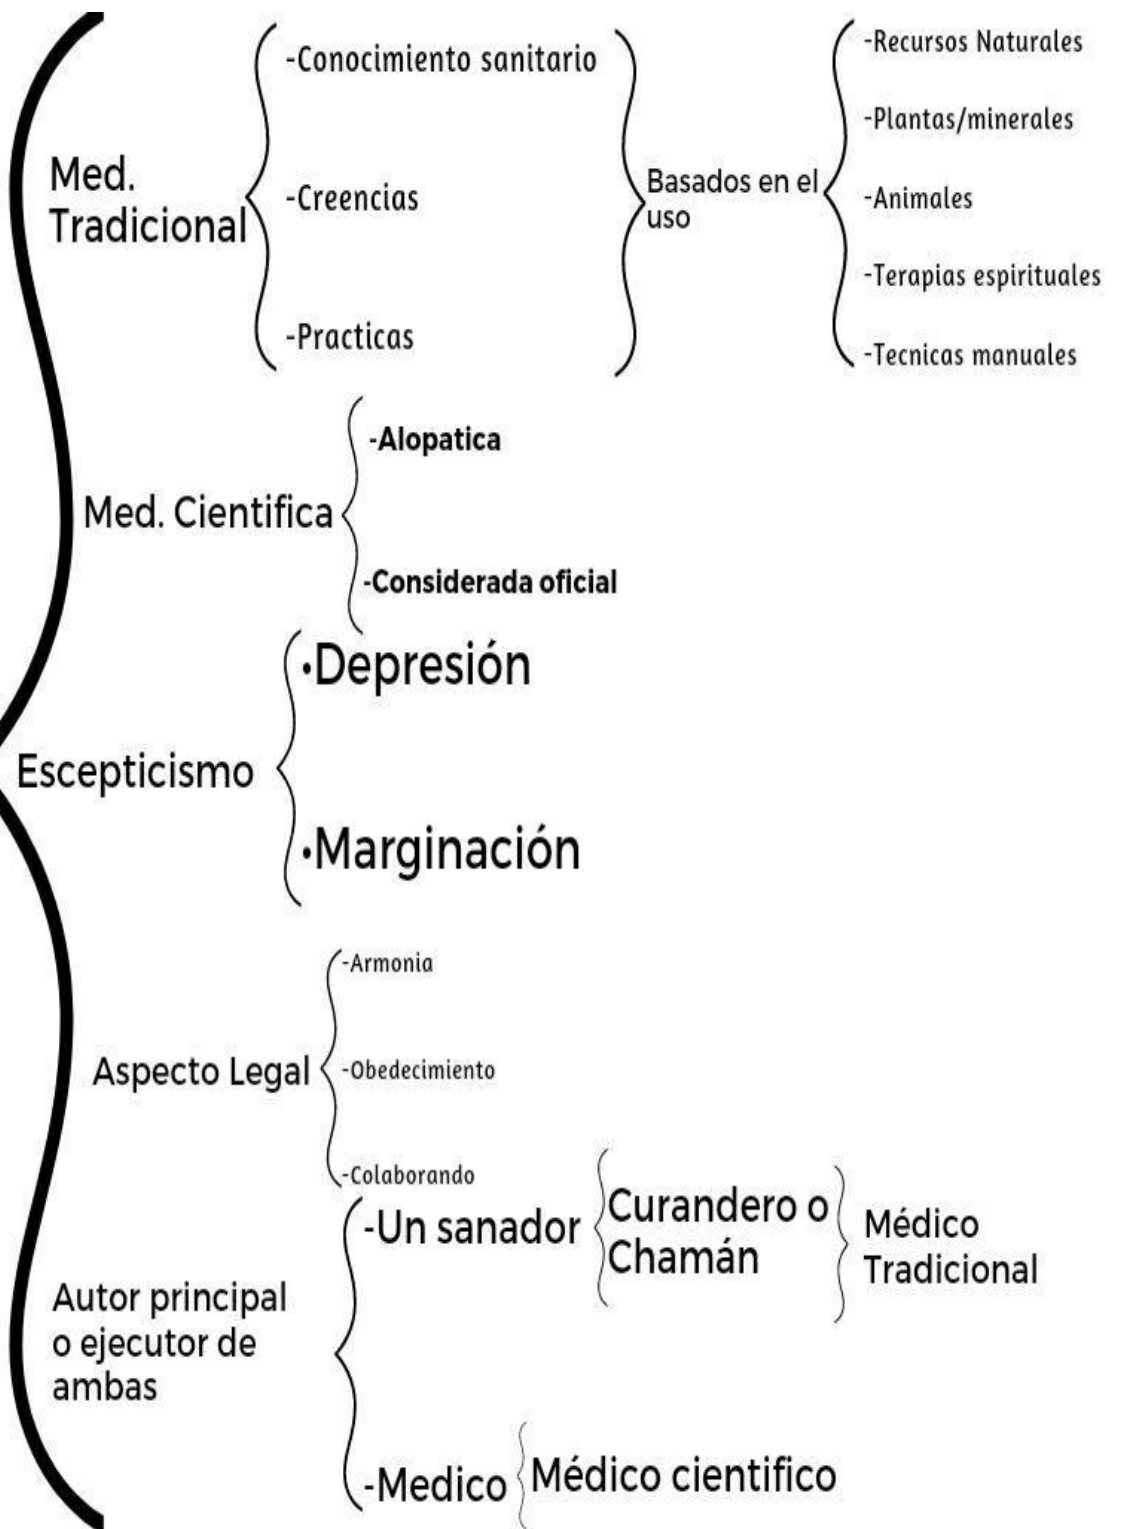 Med.
Tradicional
-Conocimiento sanitario
-Creencias
-Practicas
Basados en el
uso
-Recursos Naturales
-Plantas/minerales
-Animales
-Terapias espirituales
-Tecnicas manuales
Med. Cientifica
-Alopatica
-Considerada oficial
Escepticismo
·Depresión
·Marginación
Aspecto Legal
-Armonia
-Obedecimiento
-Colaborando
Autor principal
o ejecutor de
ambas
-Un sanador
Curandero o
Chamán
Médico
Tradicional
-Medico
Médico cientifico